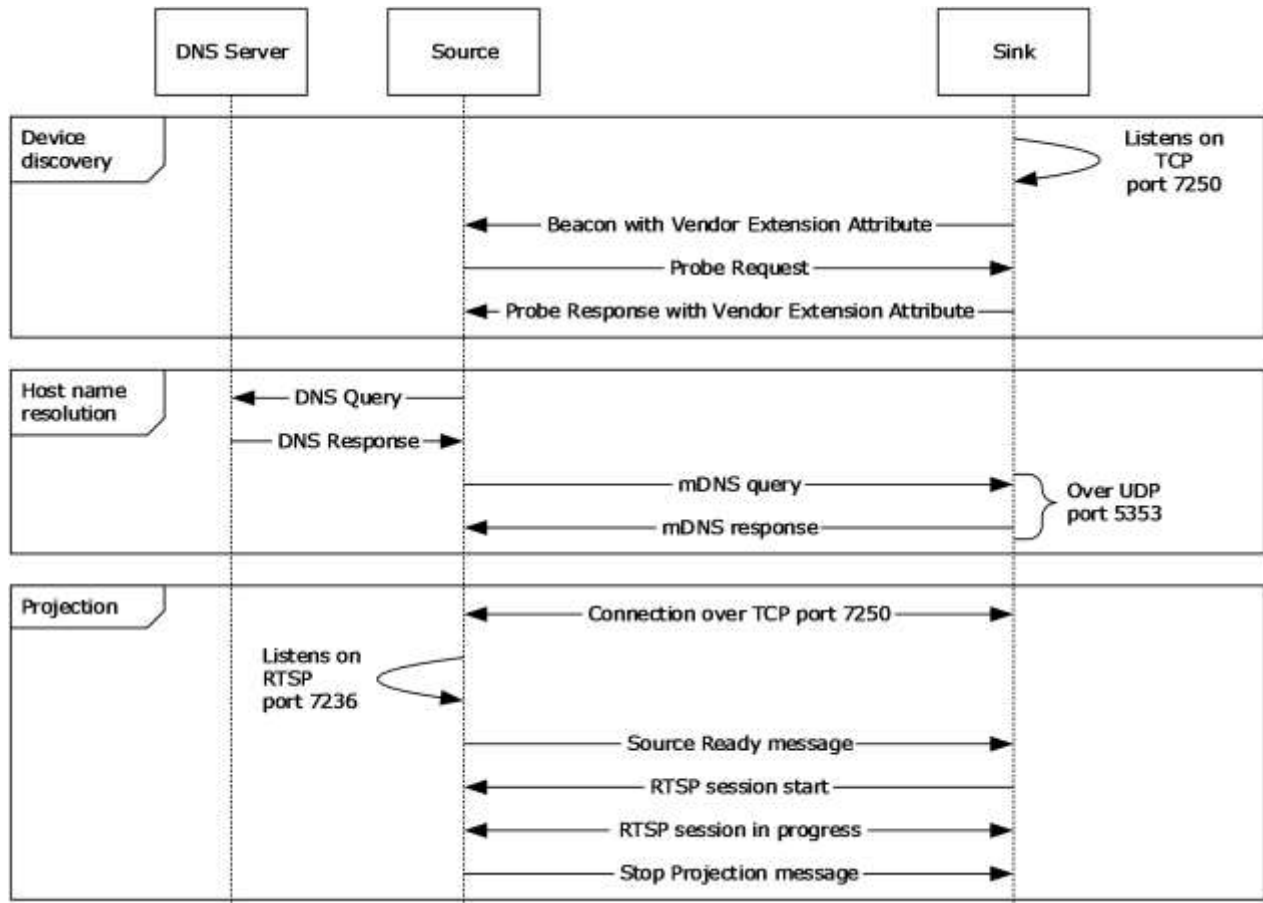 DNS Server
Source
Sink
Device
discovery
Listens on
TCP
port 7250
Beacon with Vendor Extension Attribute
Probe Request
Probe Response with Vendor Extension Attribute
Host name
resolution
DNS Query
DNS Response
mDNS query
mDNS response
Over UDP
port 5353
Projection
Connection over TCP port 7250
Listens on
RTSP
port 7236
Source Ready message
RTSP session start
RTSP session in progress
Stop Projection message